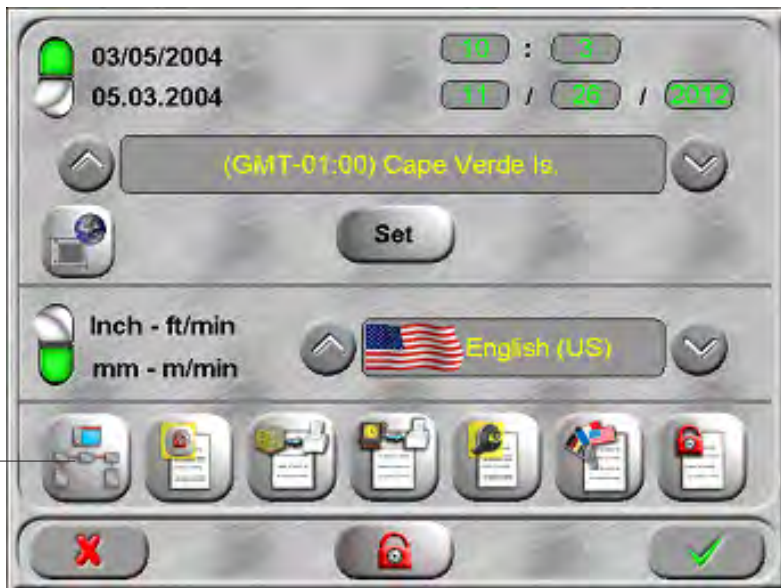 03/05/2004
10 : 3
05.03.2004
11 / 26 / 2012
(GMT-01:00) Cape Verde Is.
Set
Inch - ft/min
mm - m/min
English (US)